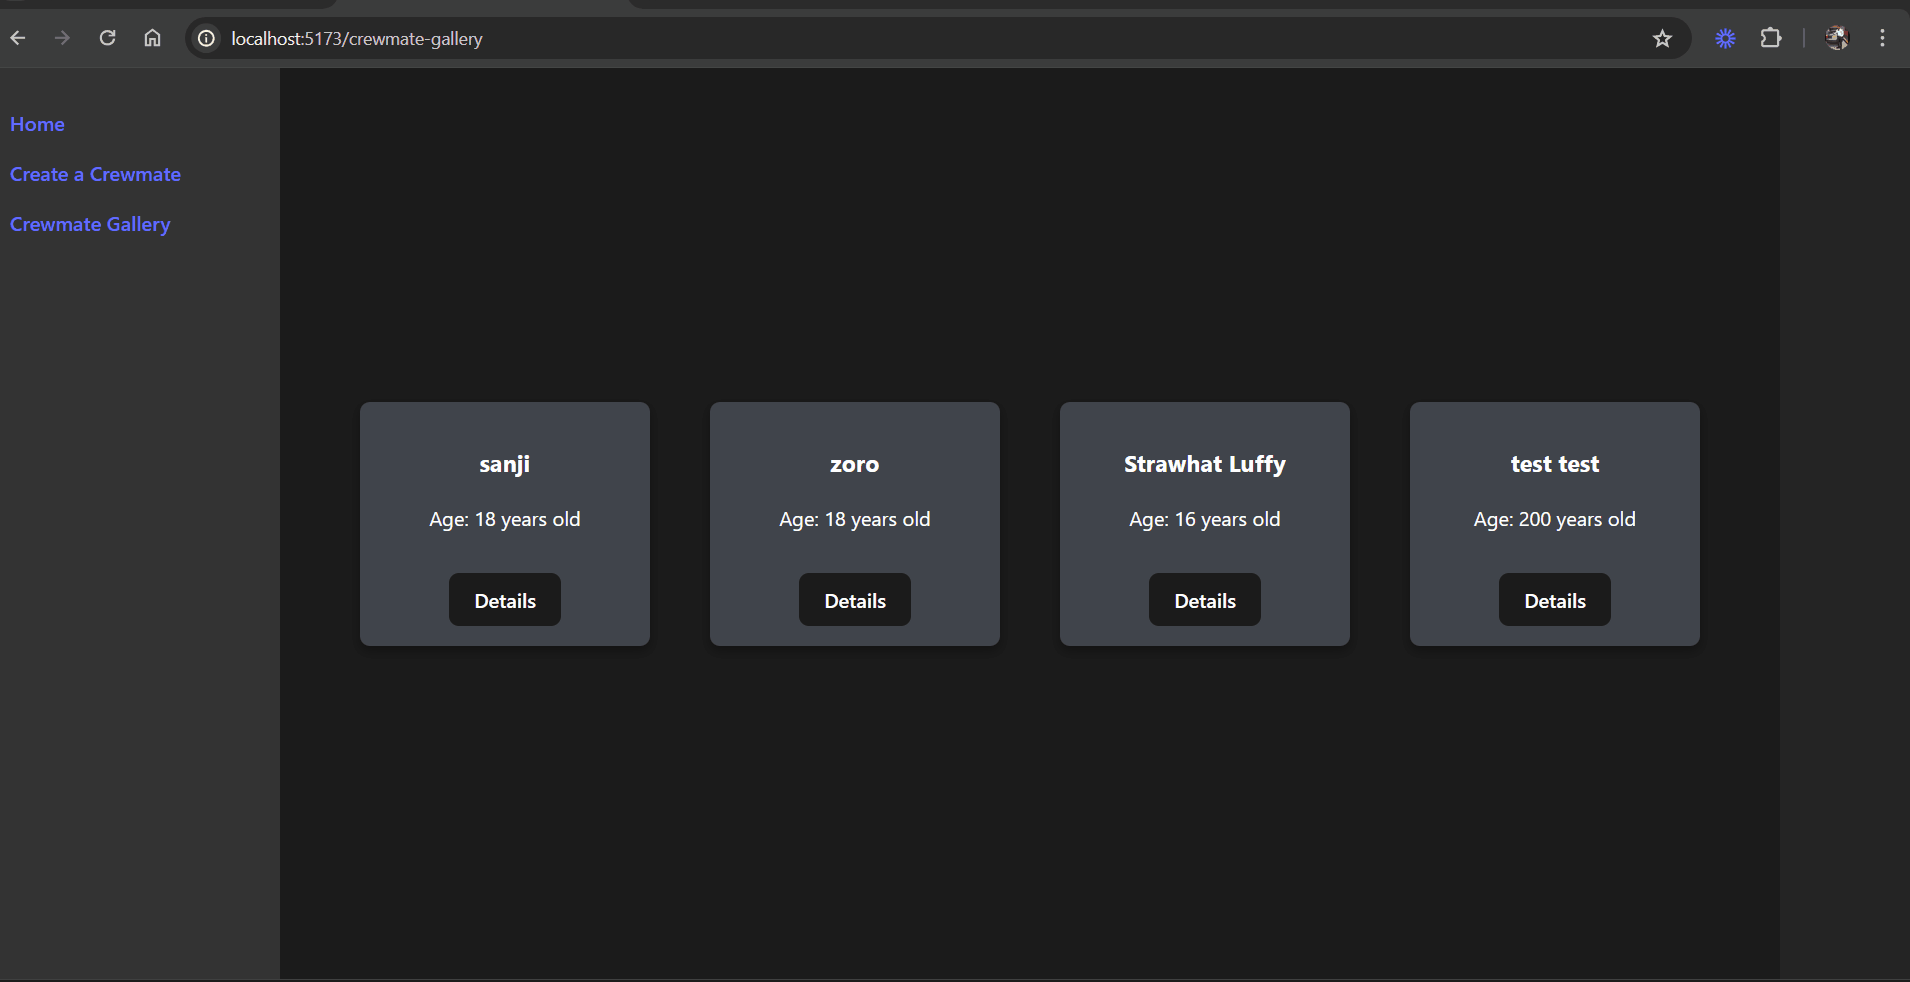 localhost:5173/crewmate-gallery
Home
Create a Crewmate
Crewmate Gallery
sanji
Age: 18 years old
Details
zoro
Age: 18 years old
Details
Strawhat Luffy
Age: 16 years old
Details
test test
Age: 200 years old
Details